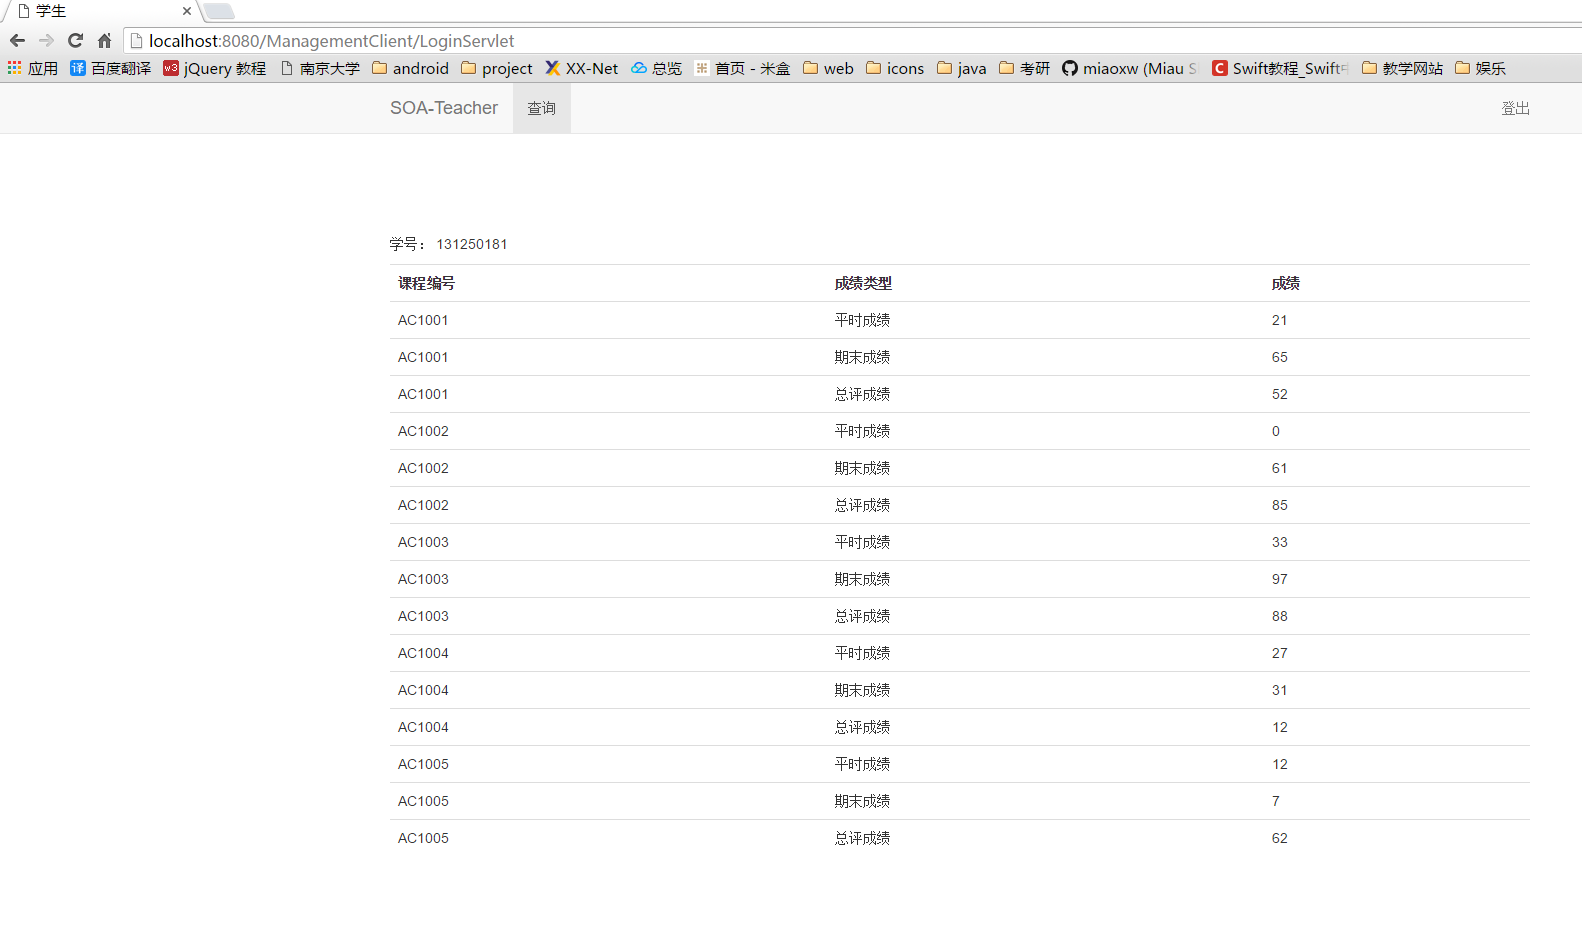 学生
localhost:8080/ManagementClient/LoginServlet
应用 译 百度翻译 w3 jQuery 教程 南京大学 android project XX-Net 总览 米 首页 - 米盒 web icons java 考研 miaoxw (Miau S C Swift教程_Swift 教学网站 娱乐
SOA-Teacher 查询 登出
学号： 131250181
课程编号 成绩类型 成绩
AC1001 平时成绩 21
AC1001 期末成绩 65
AC1001 总评成绩 52
AC1002 平时成绩 0
AC1002 期末成绩 61
AC1002 总评成绩 85
AC1003 平时成绩 33
AC1003 期末成绩 97
AC1003 总评成绩 88
AC1004 平时成绩 27
AC1004 期末成绩 31
AC1004 总评成绩 12
AC1005 平时成绩 12
AC1005 期末成绩 7
AC1005 总评成绩 62